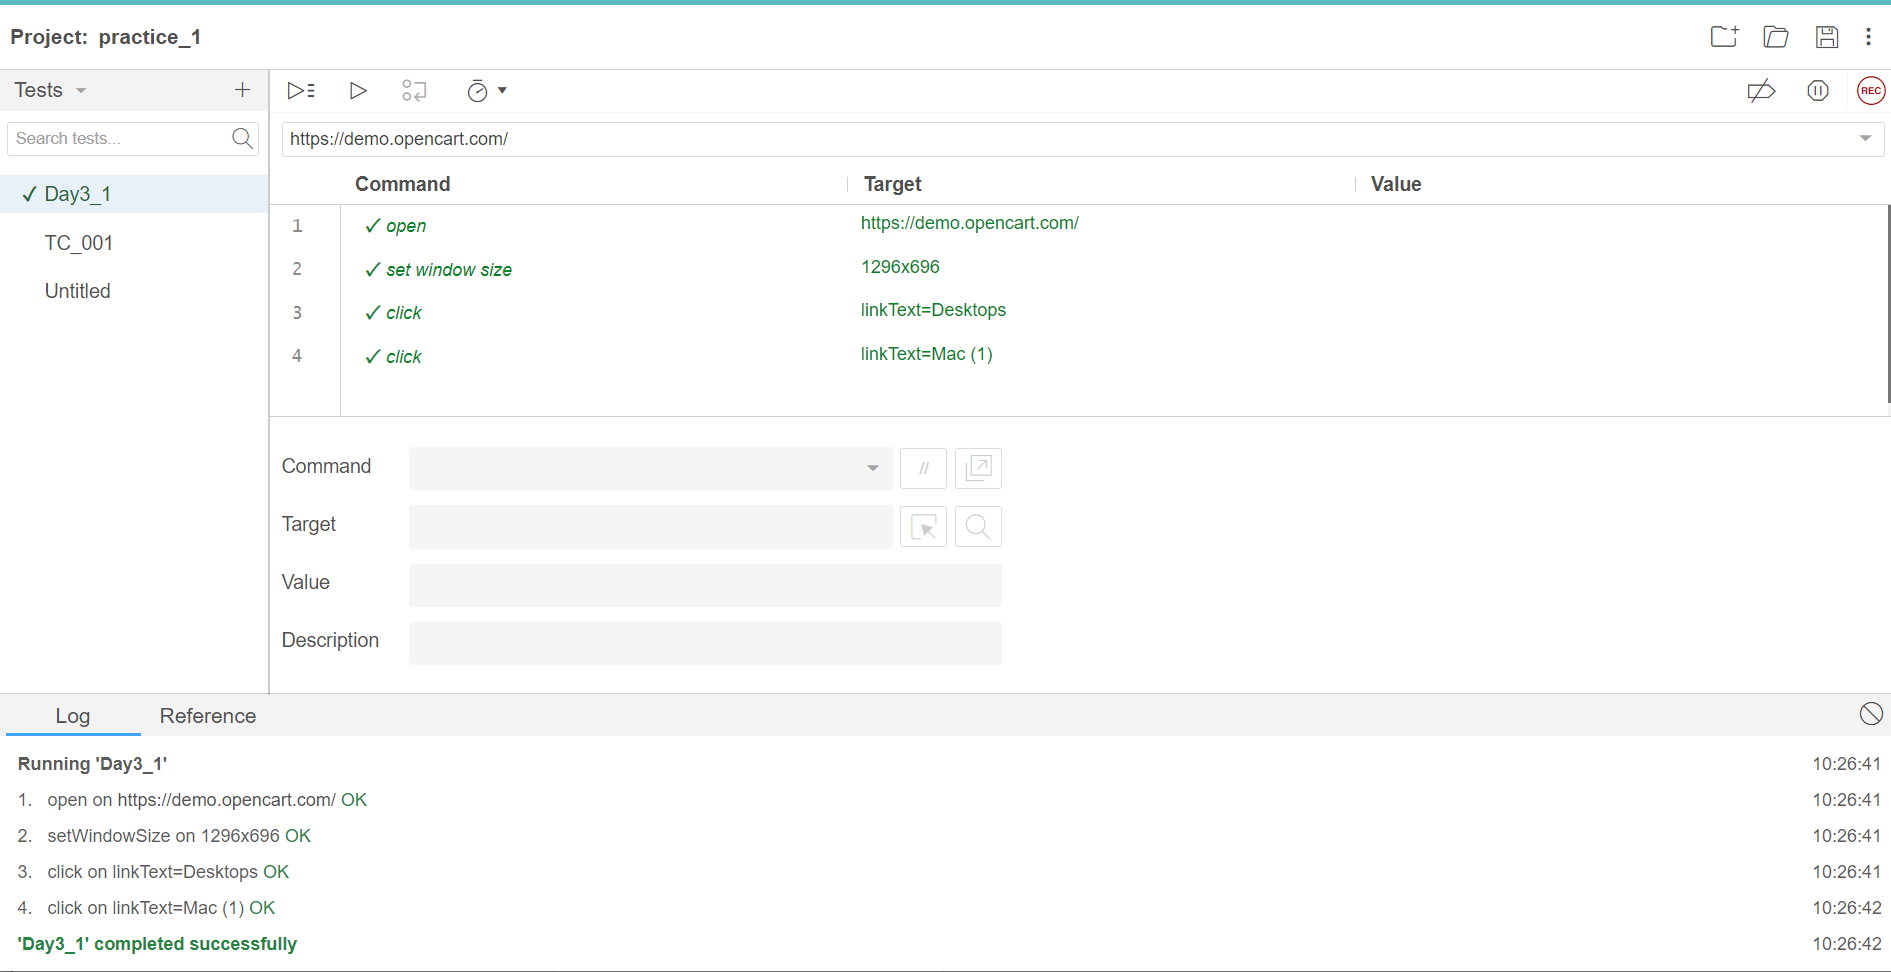 Project: practice_1
Tests
Search tests...
✓ Day3_1
TC_001
Untitled
REC
https://demo.opencart.com/
Command Target Value
1 ✓ open https://demo.opencart.com/
2 ✓ set window size 1296x696
3 ✓ click linkText=Desktops
4 ✓ click linkText=Mac (1)
Command //
Target
Value
Description
Log Reference
Running 'Day3_1' 10:26:41
1. open on https://demo.opencart.com/ OK 10:26:41
2. setWindowSize on 1296x696 OK 10:26:41
3. click on linkText=Desktops OK 10:26:41
4. click on linkText=Mac (1) OK 10:26:42
'Day3_1' completed successfully 10:26:42